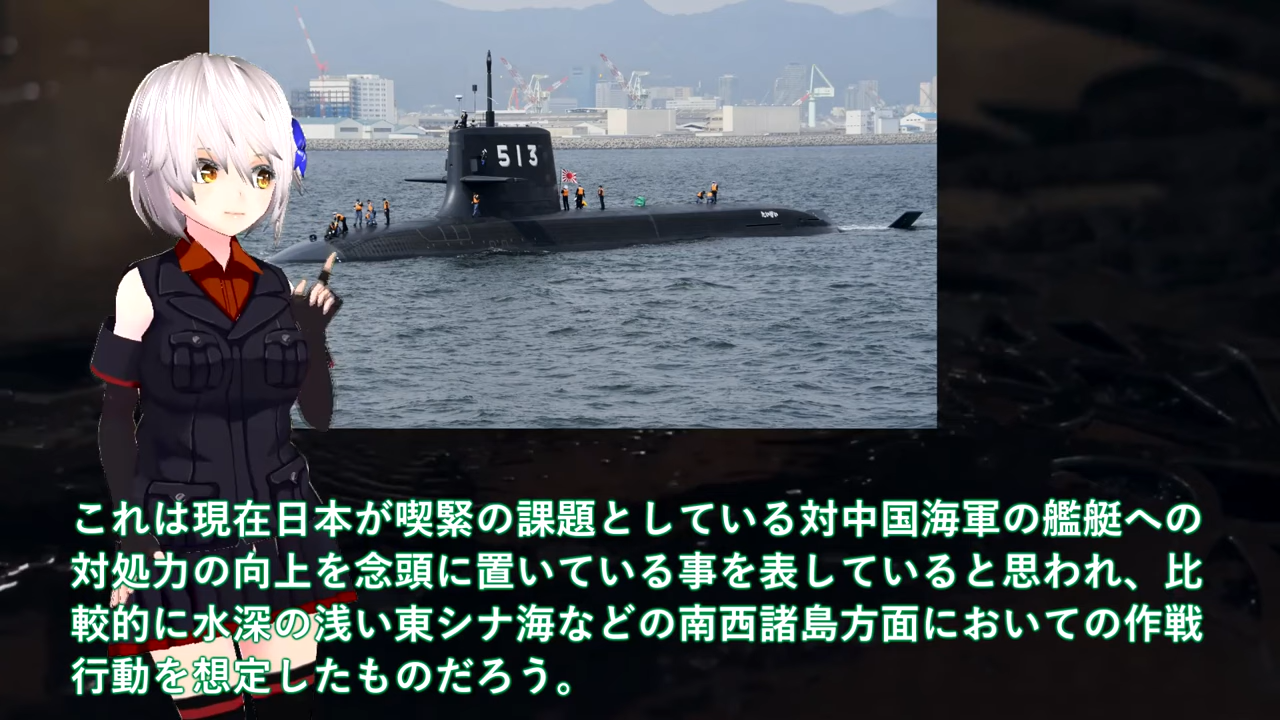 513
これは現在日本が喫緊の課題としている対中国海軍の艦艇への
対処力の向上を念頭に置いている事を表していると思われ、比
較的に水深の浅い東シナ海などの南西諸島方面においての作戦
行動を想定したものだろう。